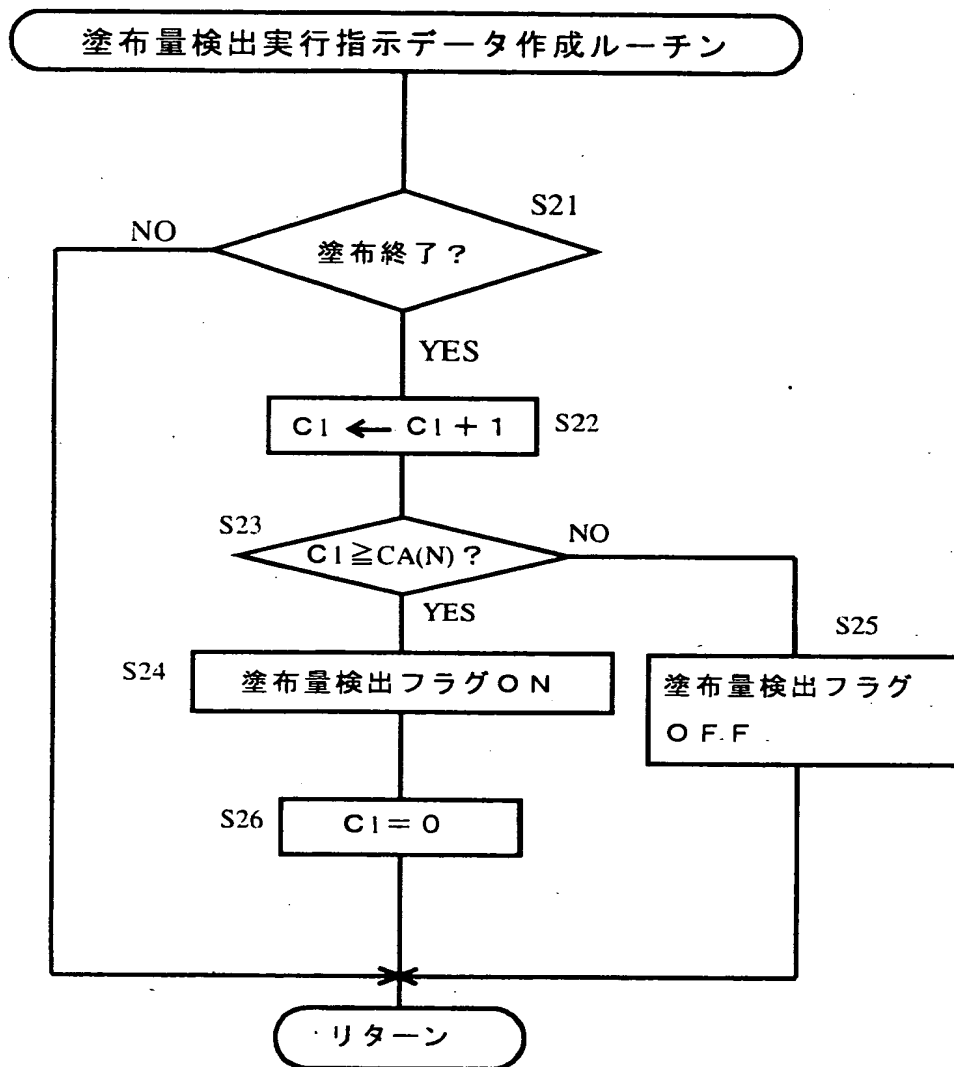 塗布量検出実行指示データ作成ルーチン
S21
NO
塗布終了?
YES
C1 ← C1+1
S22
S23
C1≧CA(N)?
NO
YES
S25
S24
塗布量検出フラグON
塗布量検出フラグ
OFF
S26
C1=0
リターン